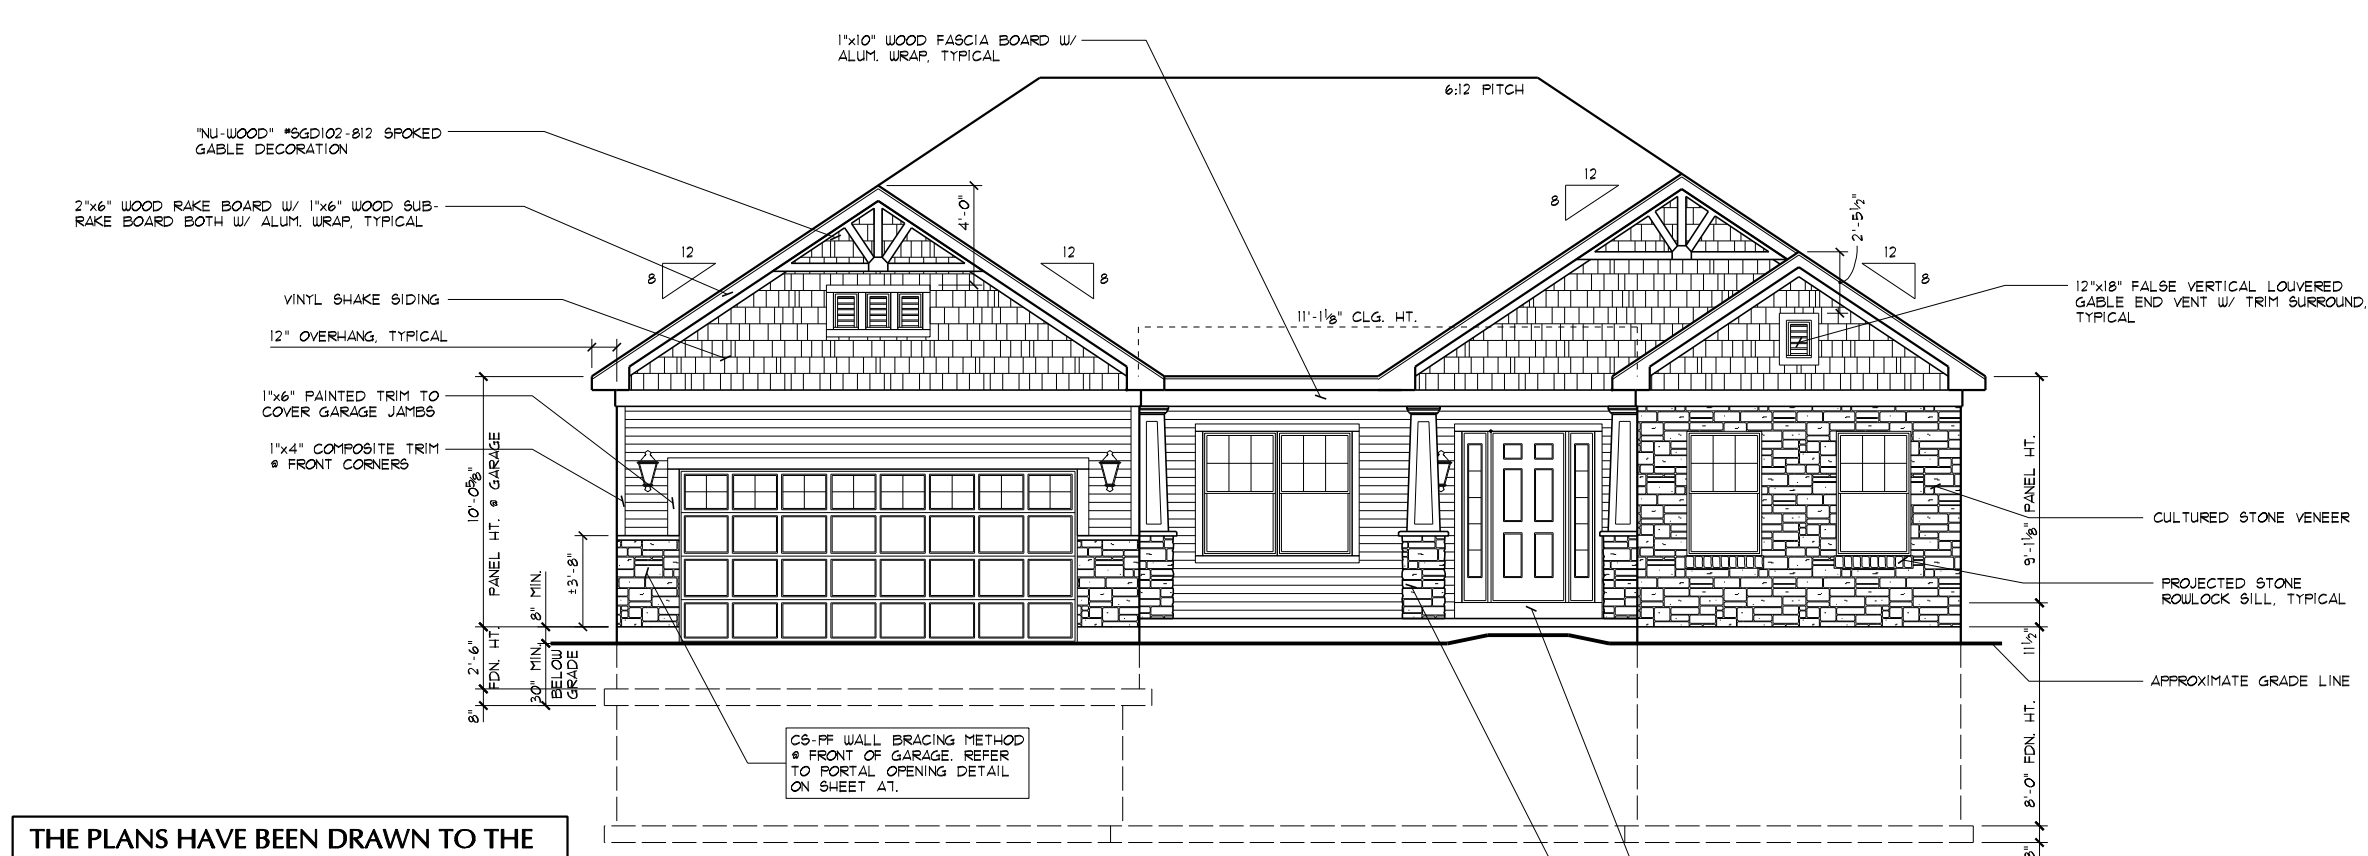 1"x10" WOOD FASCIA BOARD W/
ALUM. WRAP, TYPICAL
6:12 PITCH
"NU-WOOD" #SGD102-812 SPOKED
GABLE DECORATION
2"x6" WOOD RAKE BOARD W/ 1"x6" WOOD SUB-
RAKE BOARD BOTH W/ ALUM. WRAP, TYPICAL
VINYL SHAKE SIDING
12" OVERHANG, TYPICAL
1"x6" PAINTED TRIM TO
COVER GARAGE JAMBS
1"x4" COMPOSITE TRIM
@ FRONT CORNERS
12
8
4'-0"
12
8
11'-1⅛" CLG. HT.
12
8
2'-5½"
12
8
12"x18" FALSE VERTICAL LOUVERED
GABLE END VENT W/ TRIM SURROUND,
TYPICAL
10'-0⅝"
PANEL HT. @ GARAGE
±3'-8"
8" MIN.
2'-6"
FDN. HT.
30" MIN.
BELOW
GRADE
8"
9'-1⅛" PANEL HT.
11½"
8'-0" FDN. HT.
8"
CULTURED STONE VENEER
PROJECTED STONE
ROWLOCK SILL, TYPICAL
APPROXIMATE GRADE LINE
CS-PF WALL BRACING METHOD
@ FRONT OF GARAGE. REFER
TO PORTAL OPENING DETAIL
ON SHEET A7.
THE PLANS HAVE BEEN DRAWN TO THE